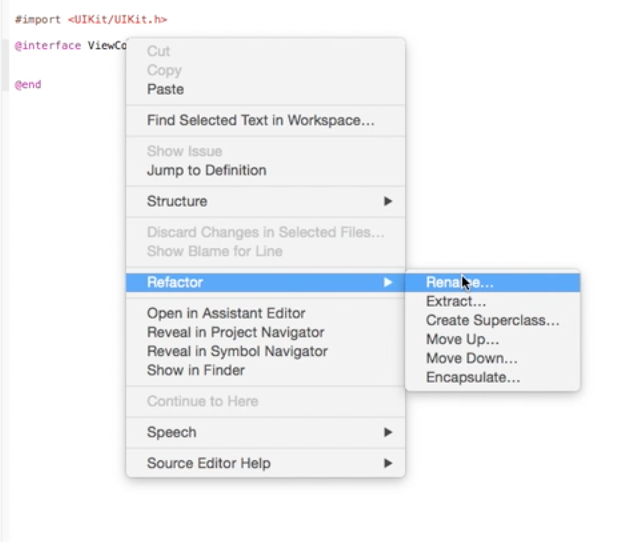 #import <UIKit/UIKit.h>
@interface ViewCo
@end
Cut
Copy
Paste
Find Selected Text in Workspace...
Show Issue
Jump to Definition
Structure
Discard Changes in Selected Files...
Show Blame for Line
Refactor
Rename...
Extract...
Create Superclass...
Move Up...
Move Down...
Encapsulate...
Open in Assistant Editor
Reveal in Project Navigator
Reveal in Symbol Navigator
Show in Finder
Continue to Here
Speech
Source Editor Help